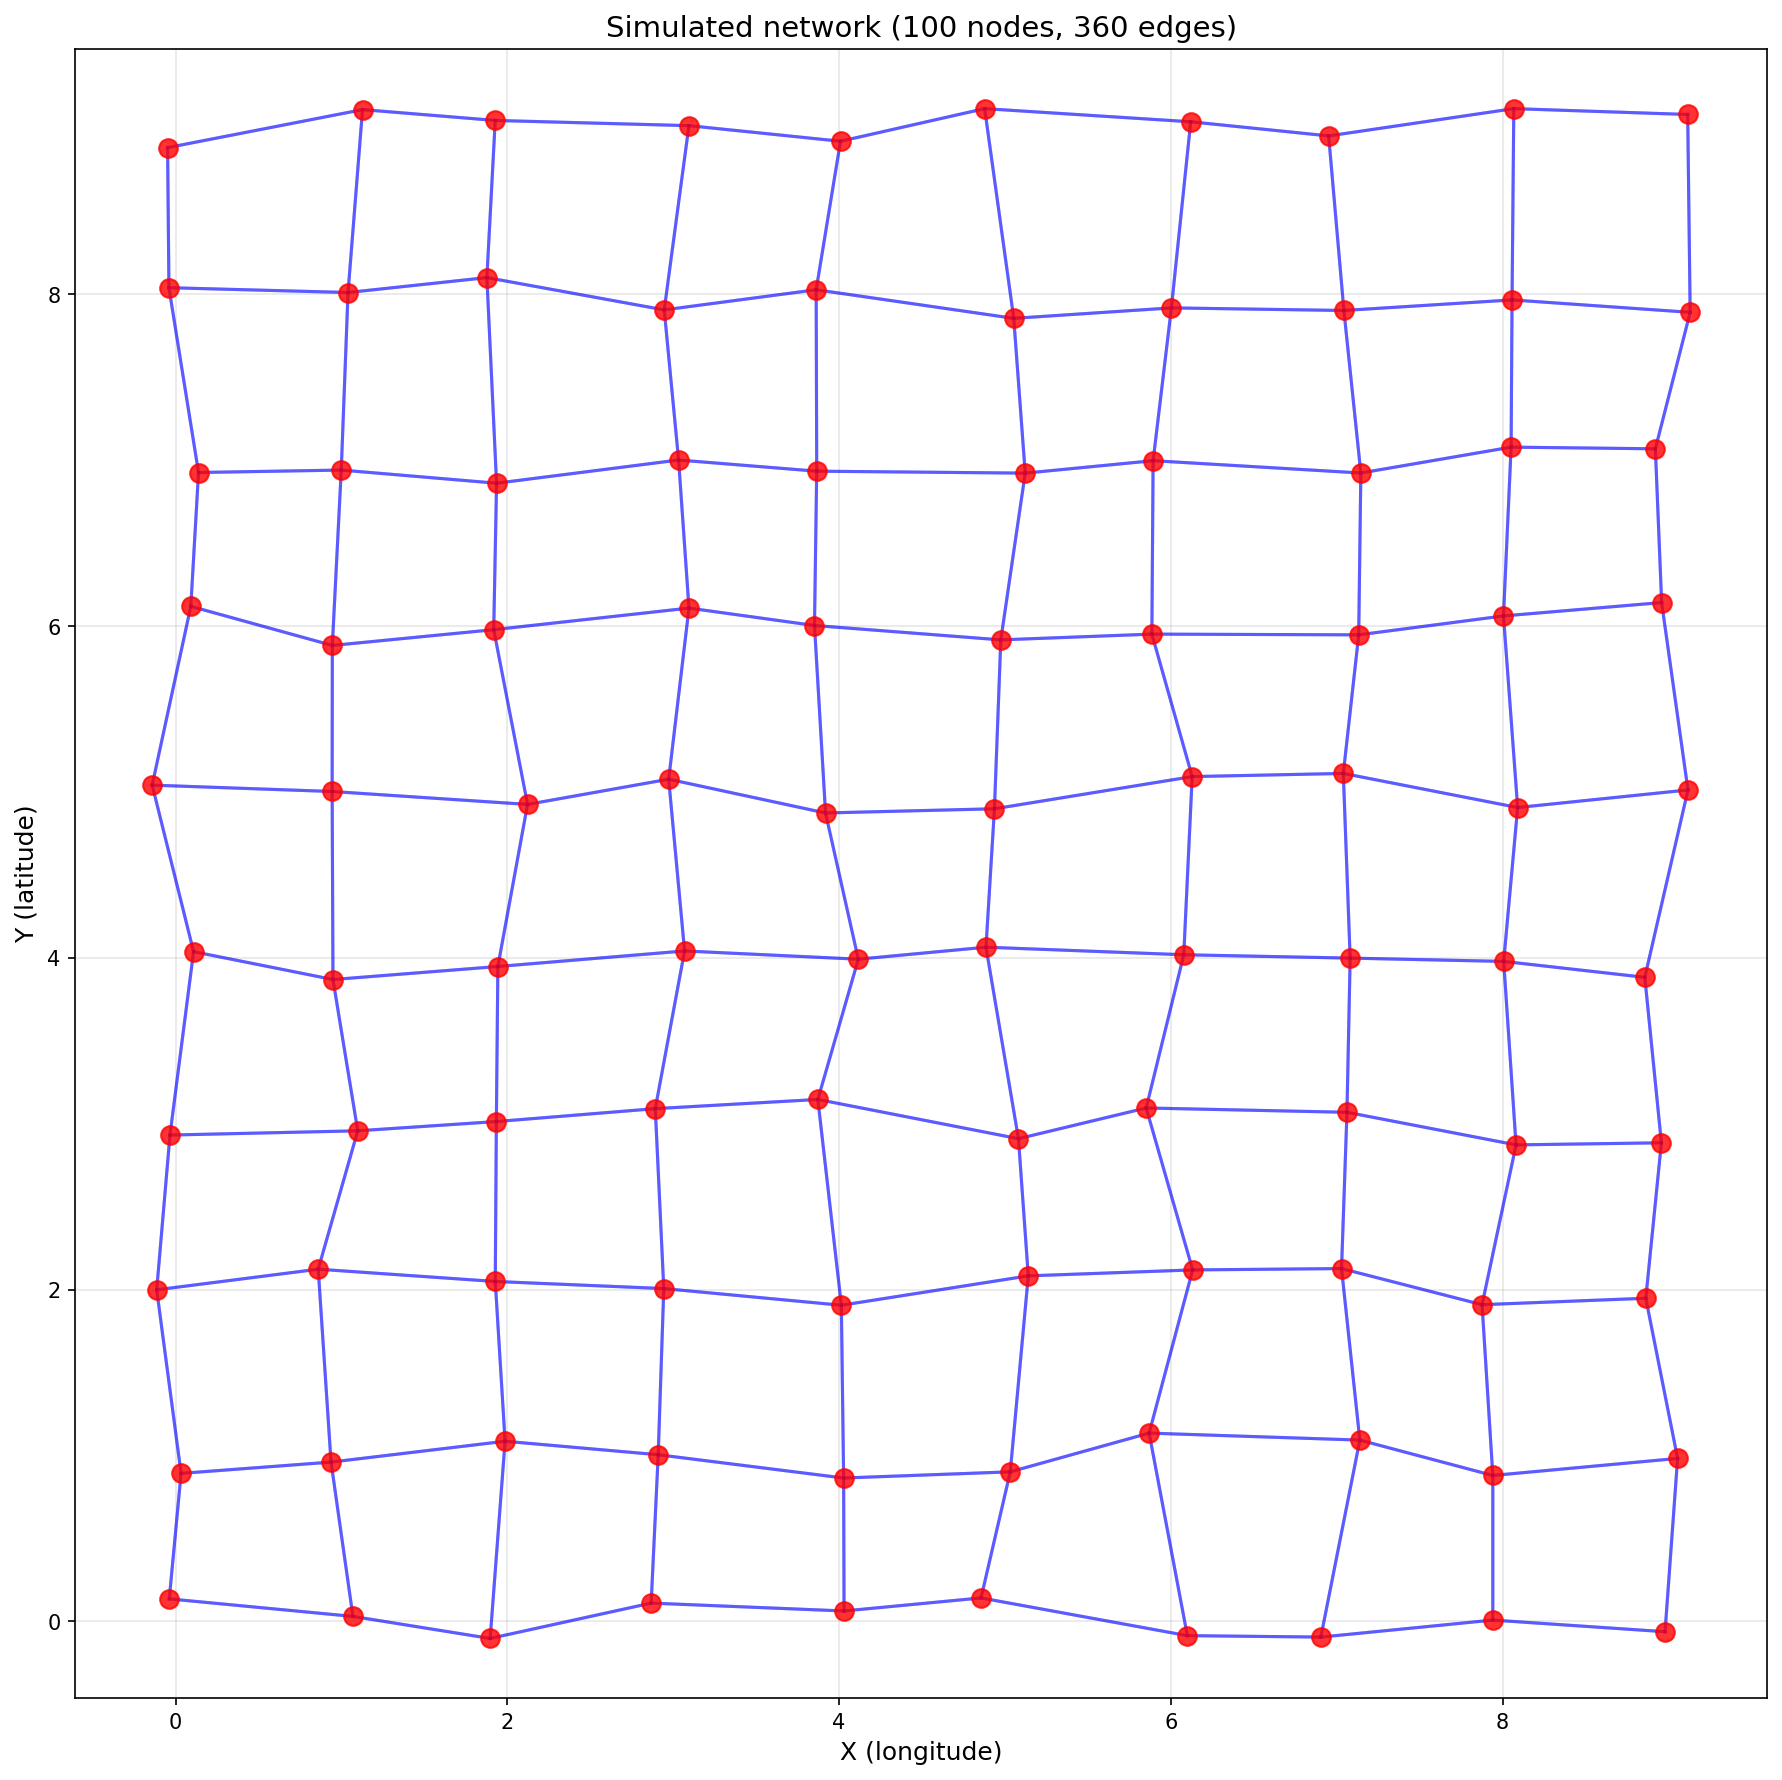 Simulated network (100 nodes, 360 edges)
Y (latitude)
8
6
4
2
0
0 2 4 6 8
X (longitude)